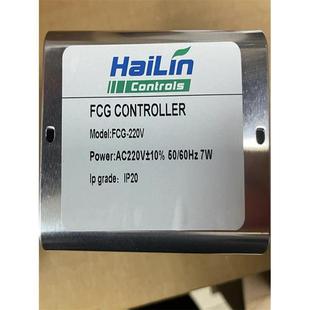 HaiLin
Controls
FCG CONTROLLER
Model:FCG-220V
Power:AC220V±10% 50/60Hz 7W
Ip grade: IP20